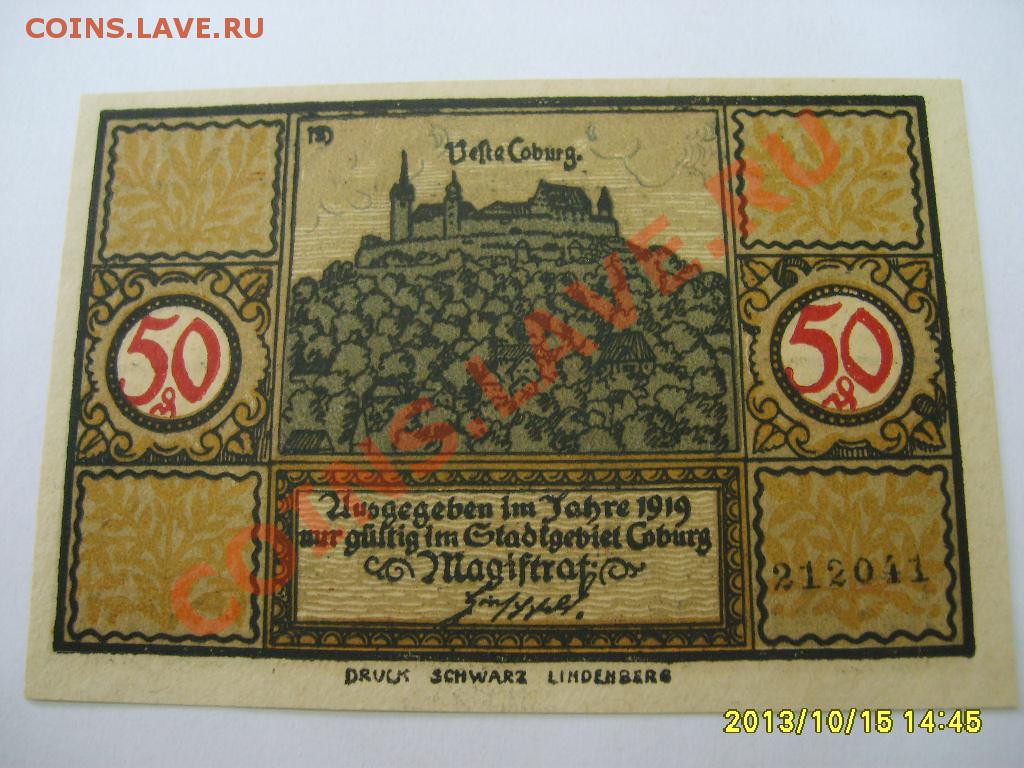 COINS.LAVE.RU
Veste Coburg.
50 ₰
50 ₰
COINS.LAVE.RU
Ausgegeben im Jahre 1919
nur gültig im Stadtgebiet Coburg
Magistrat:
212041
DRUCK SCHWARZ LINDENBERG
2013/10/15 14:45